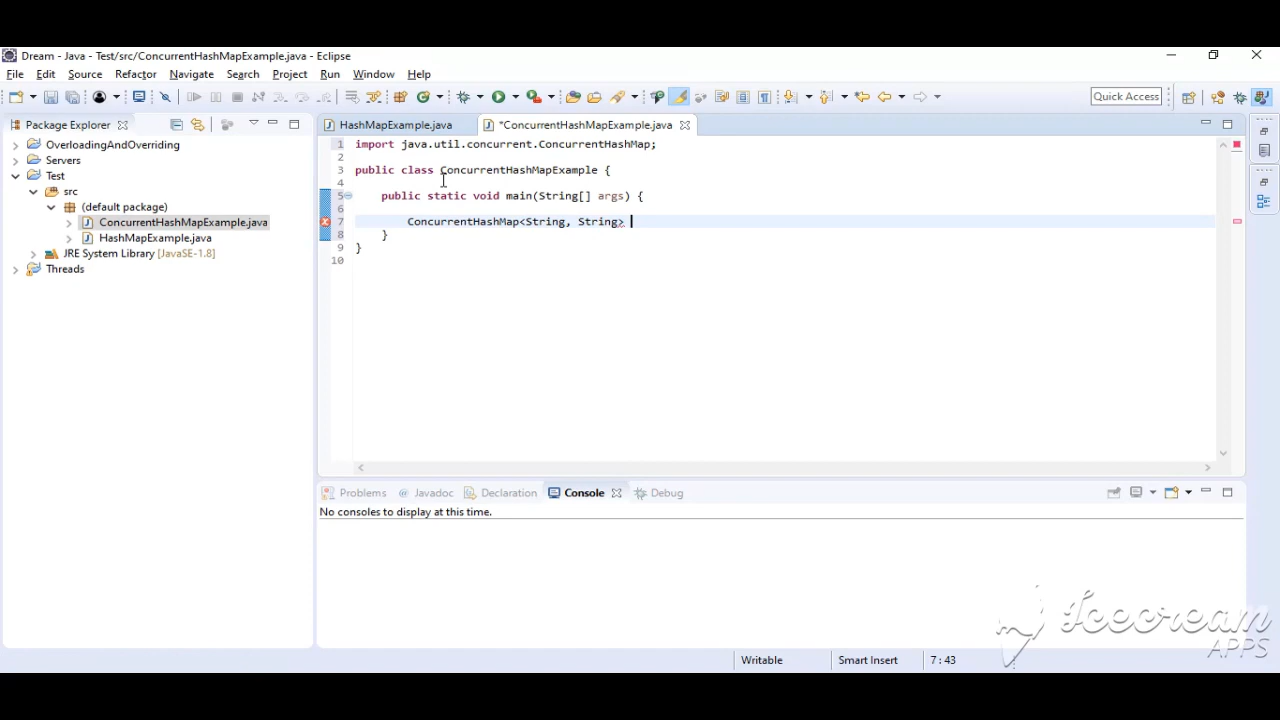 Dream - Java - Test/src/ConcurrentHashMapExample.java - Eclipse
File Edit Source Refactor Navigate Search Project Run Window Help
Quick Access
Package Explorer
OverloadingAndOverriding
Servers
Test
src
(default package)
ConcurrentHashMapExample.java
HashMapExample.java
JRE System Library [JavaSE-1.8]
Threads
HashMapExample.java *ConcurrentHashMapExample.java
1 import java.util.concurrent.ConcurrentHashMap;
2
3 public class ConcurrentHashMapExample {
4
5 public static void main(String[] args) {
6
7 ConcurrentHashMap<String, String>
8 }
9 }
10
Problems @ Javadoc Declaration Console Debug
No consoles to display at this time.
Writable Smart Insert 7 : 43
Icecream
APPS